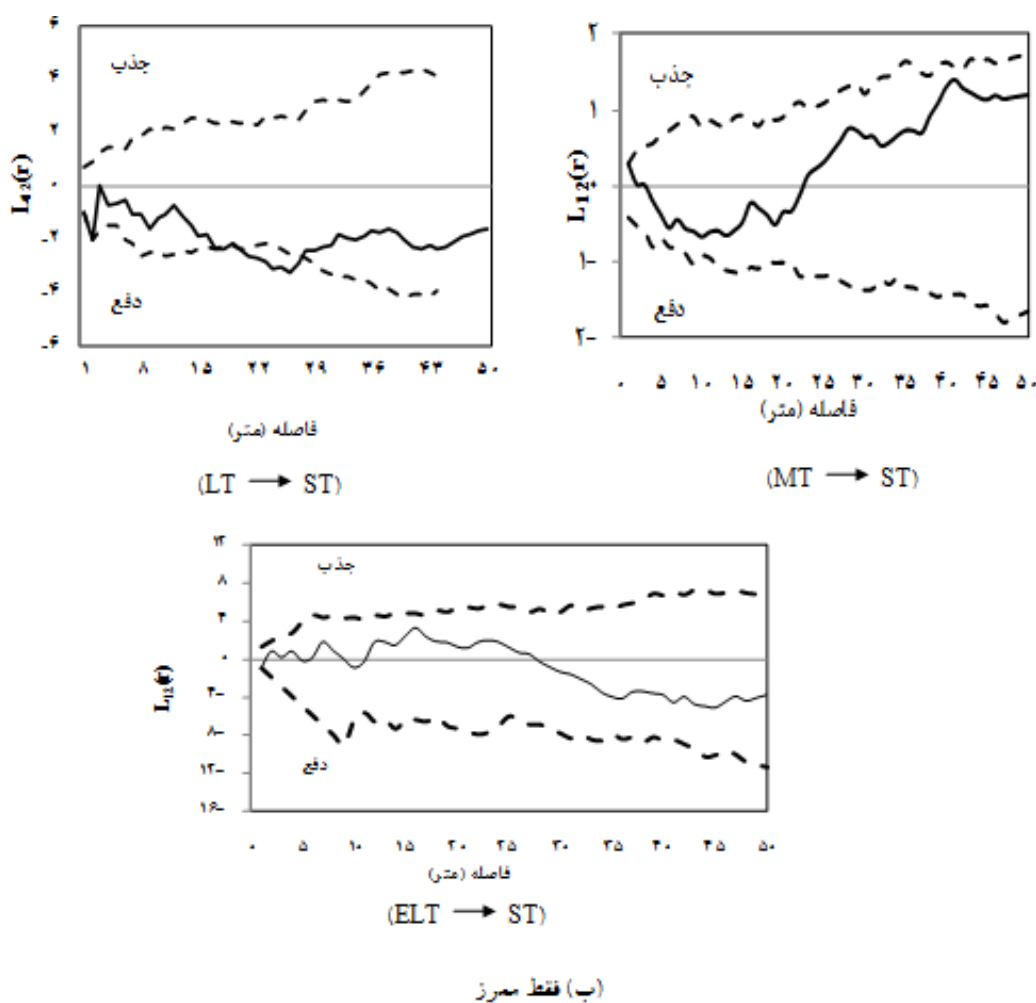 ۶
۴
۲
۰
-۲
-۴
-۶
جذب
دفع
L₁₂(r)
۱ ۸ ۱۵ ۲۲ ۲۹ ۳۶ ۴۳ ۵۰
فاصله (متر)
(LT → ST)
۲
۱
۰
۱-
۲-
جذب
دفع
L₁₂(r)
۰ ۵ ۱۰ ۱۵ ۲۰ ۲۵ ۳۰ ۳۵ ۴۰ ۴۵ ۵۰
فاصله (متر)
(MT → ST)
۱۲
۸
۴
۰
۴-
۸-
۱۲-
۱۶-
جذب
دفع
L₁₂(r)
۰ ۵ ۱۰ ۱۵ ۲۰ ۲۵ ۳۰ ۳۵ ۴۰ ۴۵ ۵۰
فاصله (متر)
(ELT → ST)
(ب) فقط ممرز